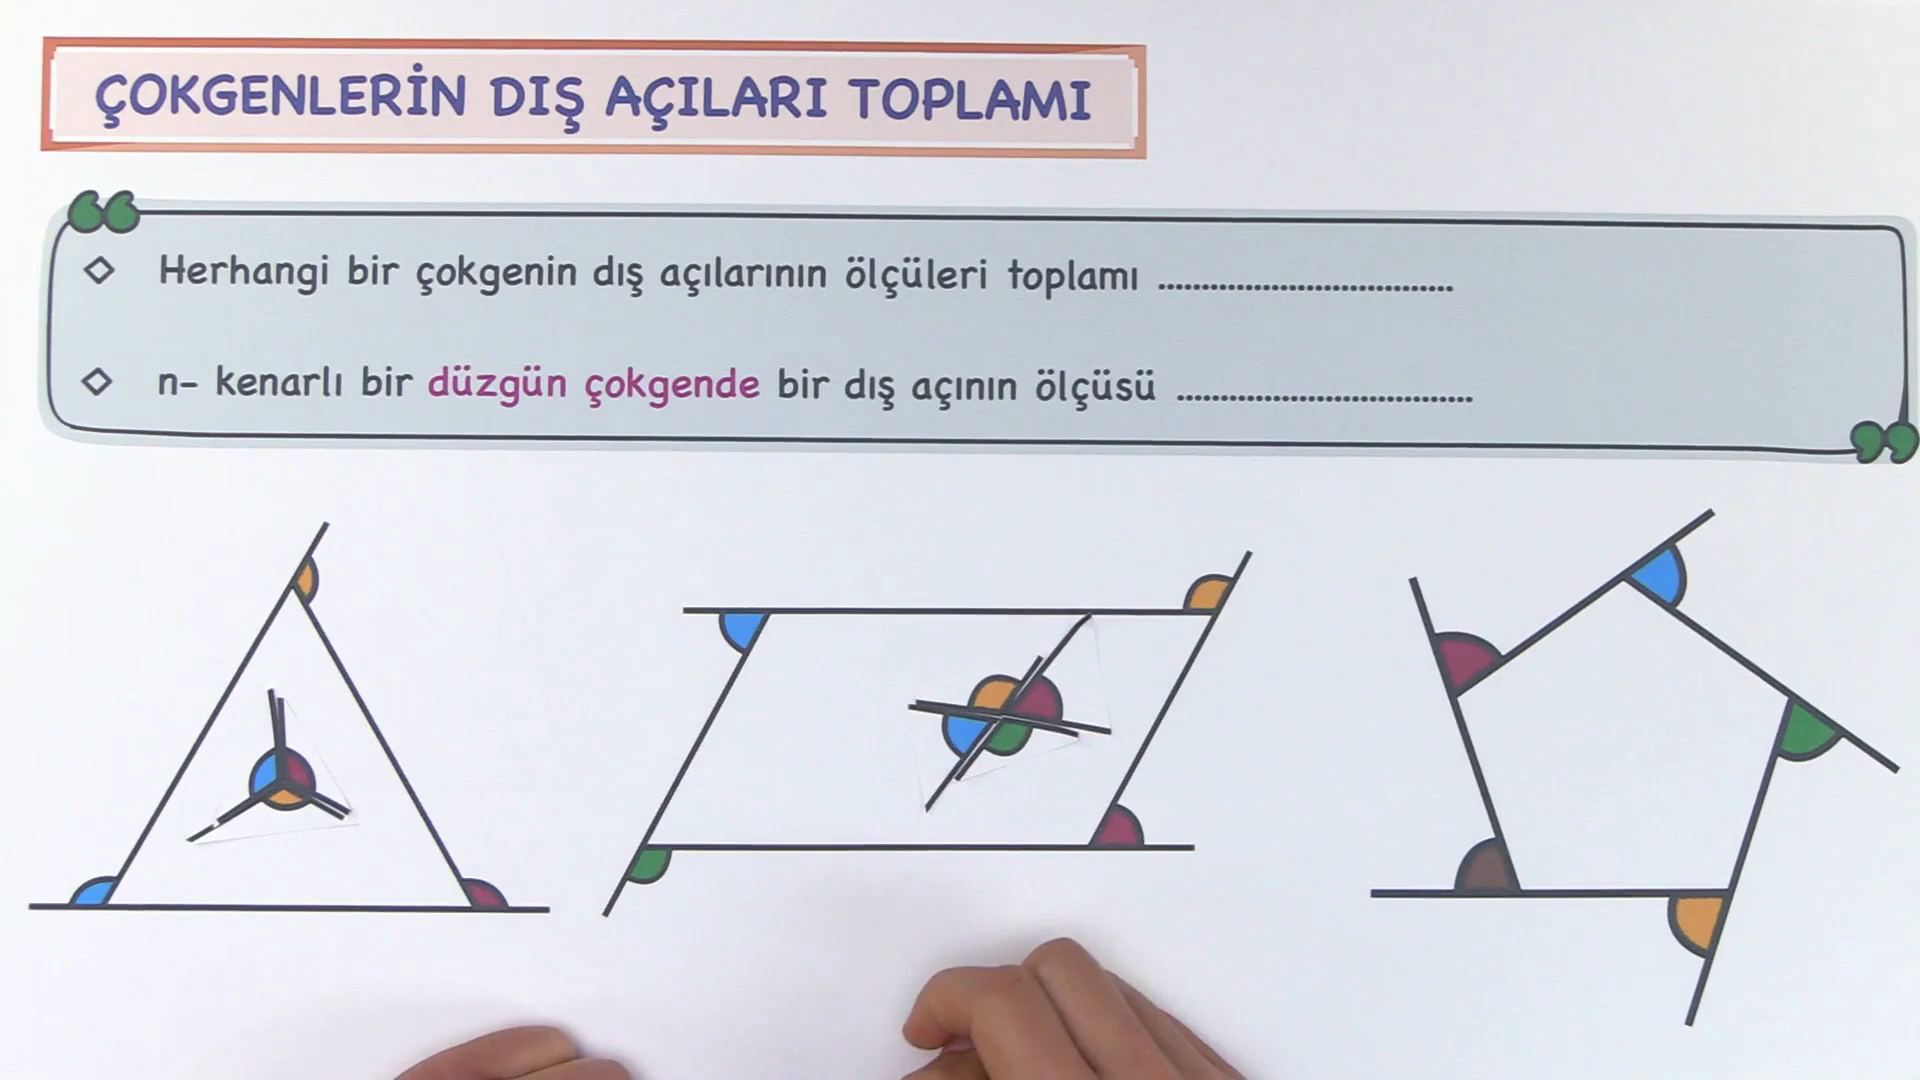 ÇOKGENLERİN DIŞ AÇILARI TOPLAMI
Herhangi bir çokgenin dış açılarının ölçüleri toplamı ..................................
n- kenarlı bir düzgün çokgende bir dış açının ölçüsü ..................................